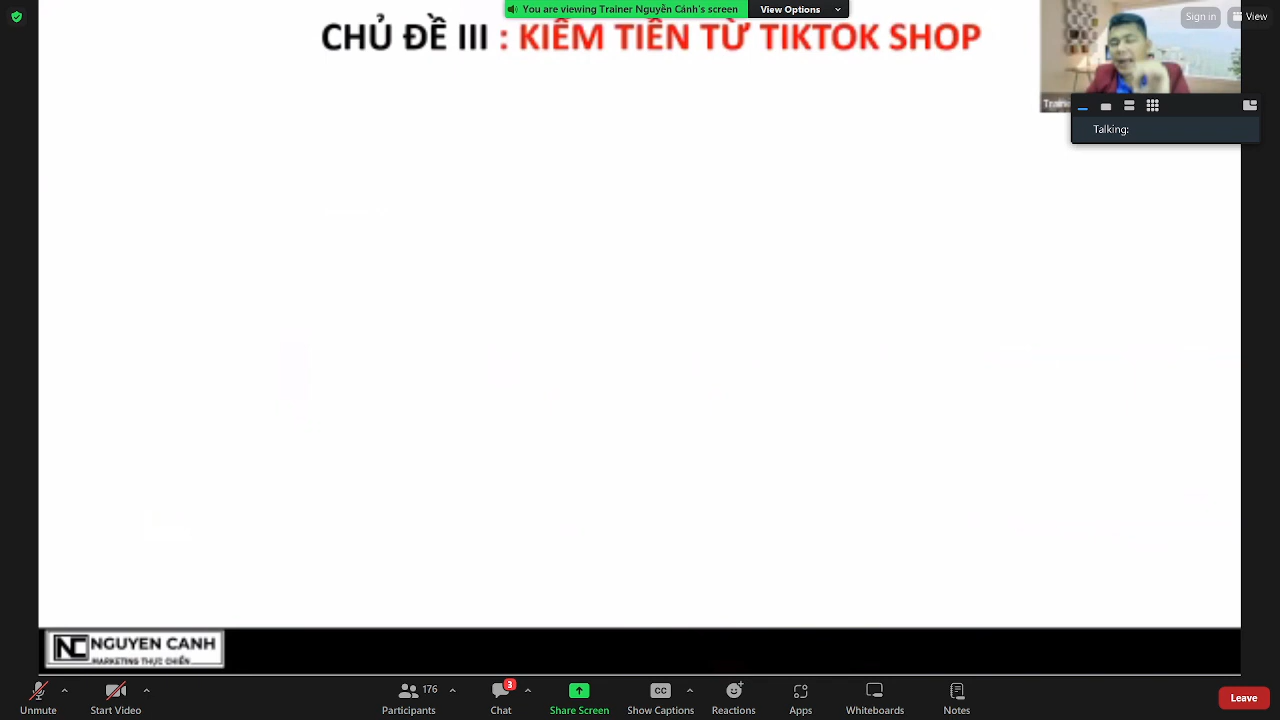 You are viewing Trainer Nguyễn Cảnh's screen
View Options
Sign in
View
CHỦ ĐỀ III : KIẾM TIỀN TỪ TIKTOK SHOP
Talking:
NC NGUYEN CANH
MARKETING THỰC CHIẾN
Unmute
Start Video
176
Participants
3
Chat
Share Screen
CC
Show Captions
Reactions
Apps
Whiteboards
Notes
Leave